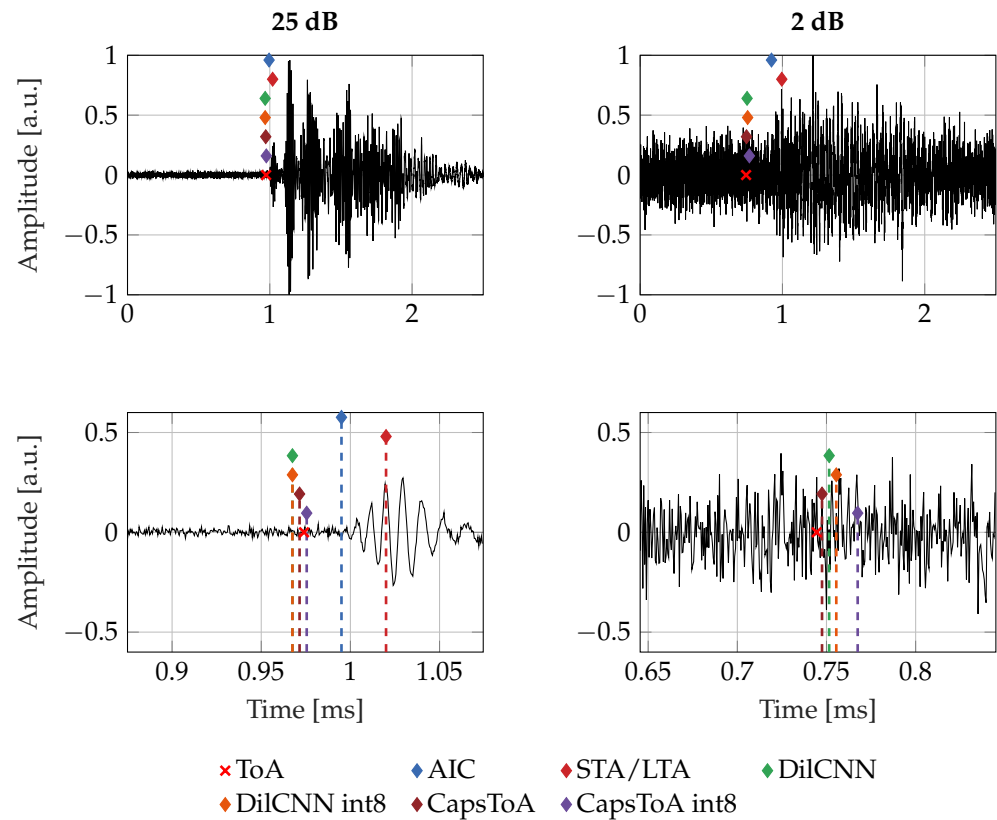 25 dB
2 dB
Amplitude [a.u.]
1
0.5
0
−0.5
−1
0
1
2
1
0.5
0
−0.5
−1
0
1
2
Amplitude [a.u.]
0.5
0
−0.5
0.9
0.95
1
1.05
Time [ms]
0.5
0
−0.5
0.65
0.7
0.75
0.8
Time [ms]
ToA
AIC
STA/LTA
DilCNN
DilCNN int8
CapsToA
CapsToA int8